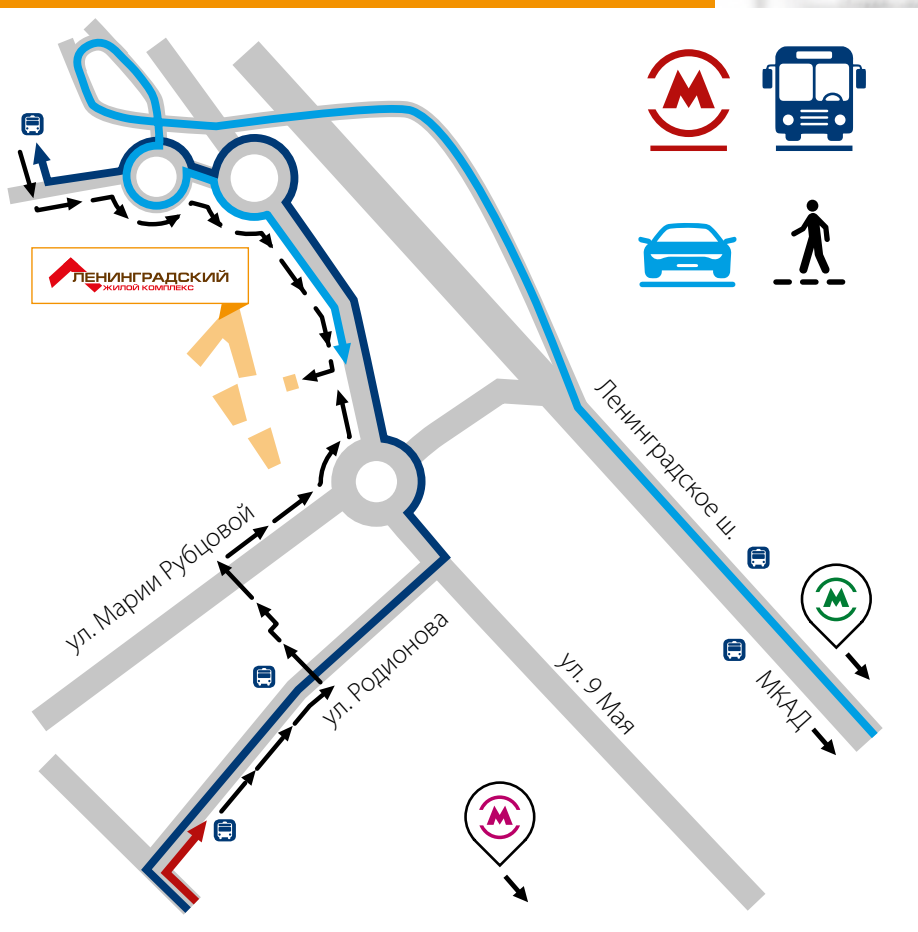 ЛЕНИНГРАДСКИЙ
ЖИЛОЙ КОМПЛЕКС
Ленинградское ш.
ул. Марии Рубцовой
ул. Родионова
ул. 9 Мая
МКАД